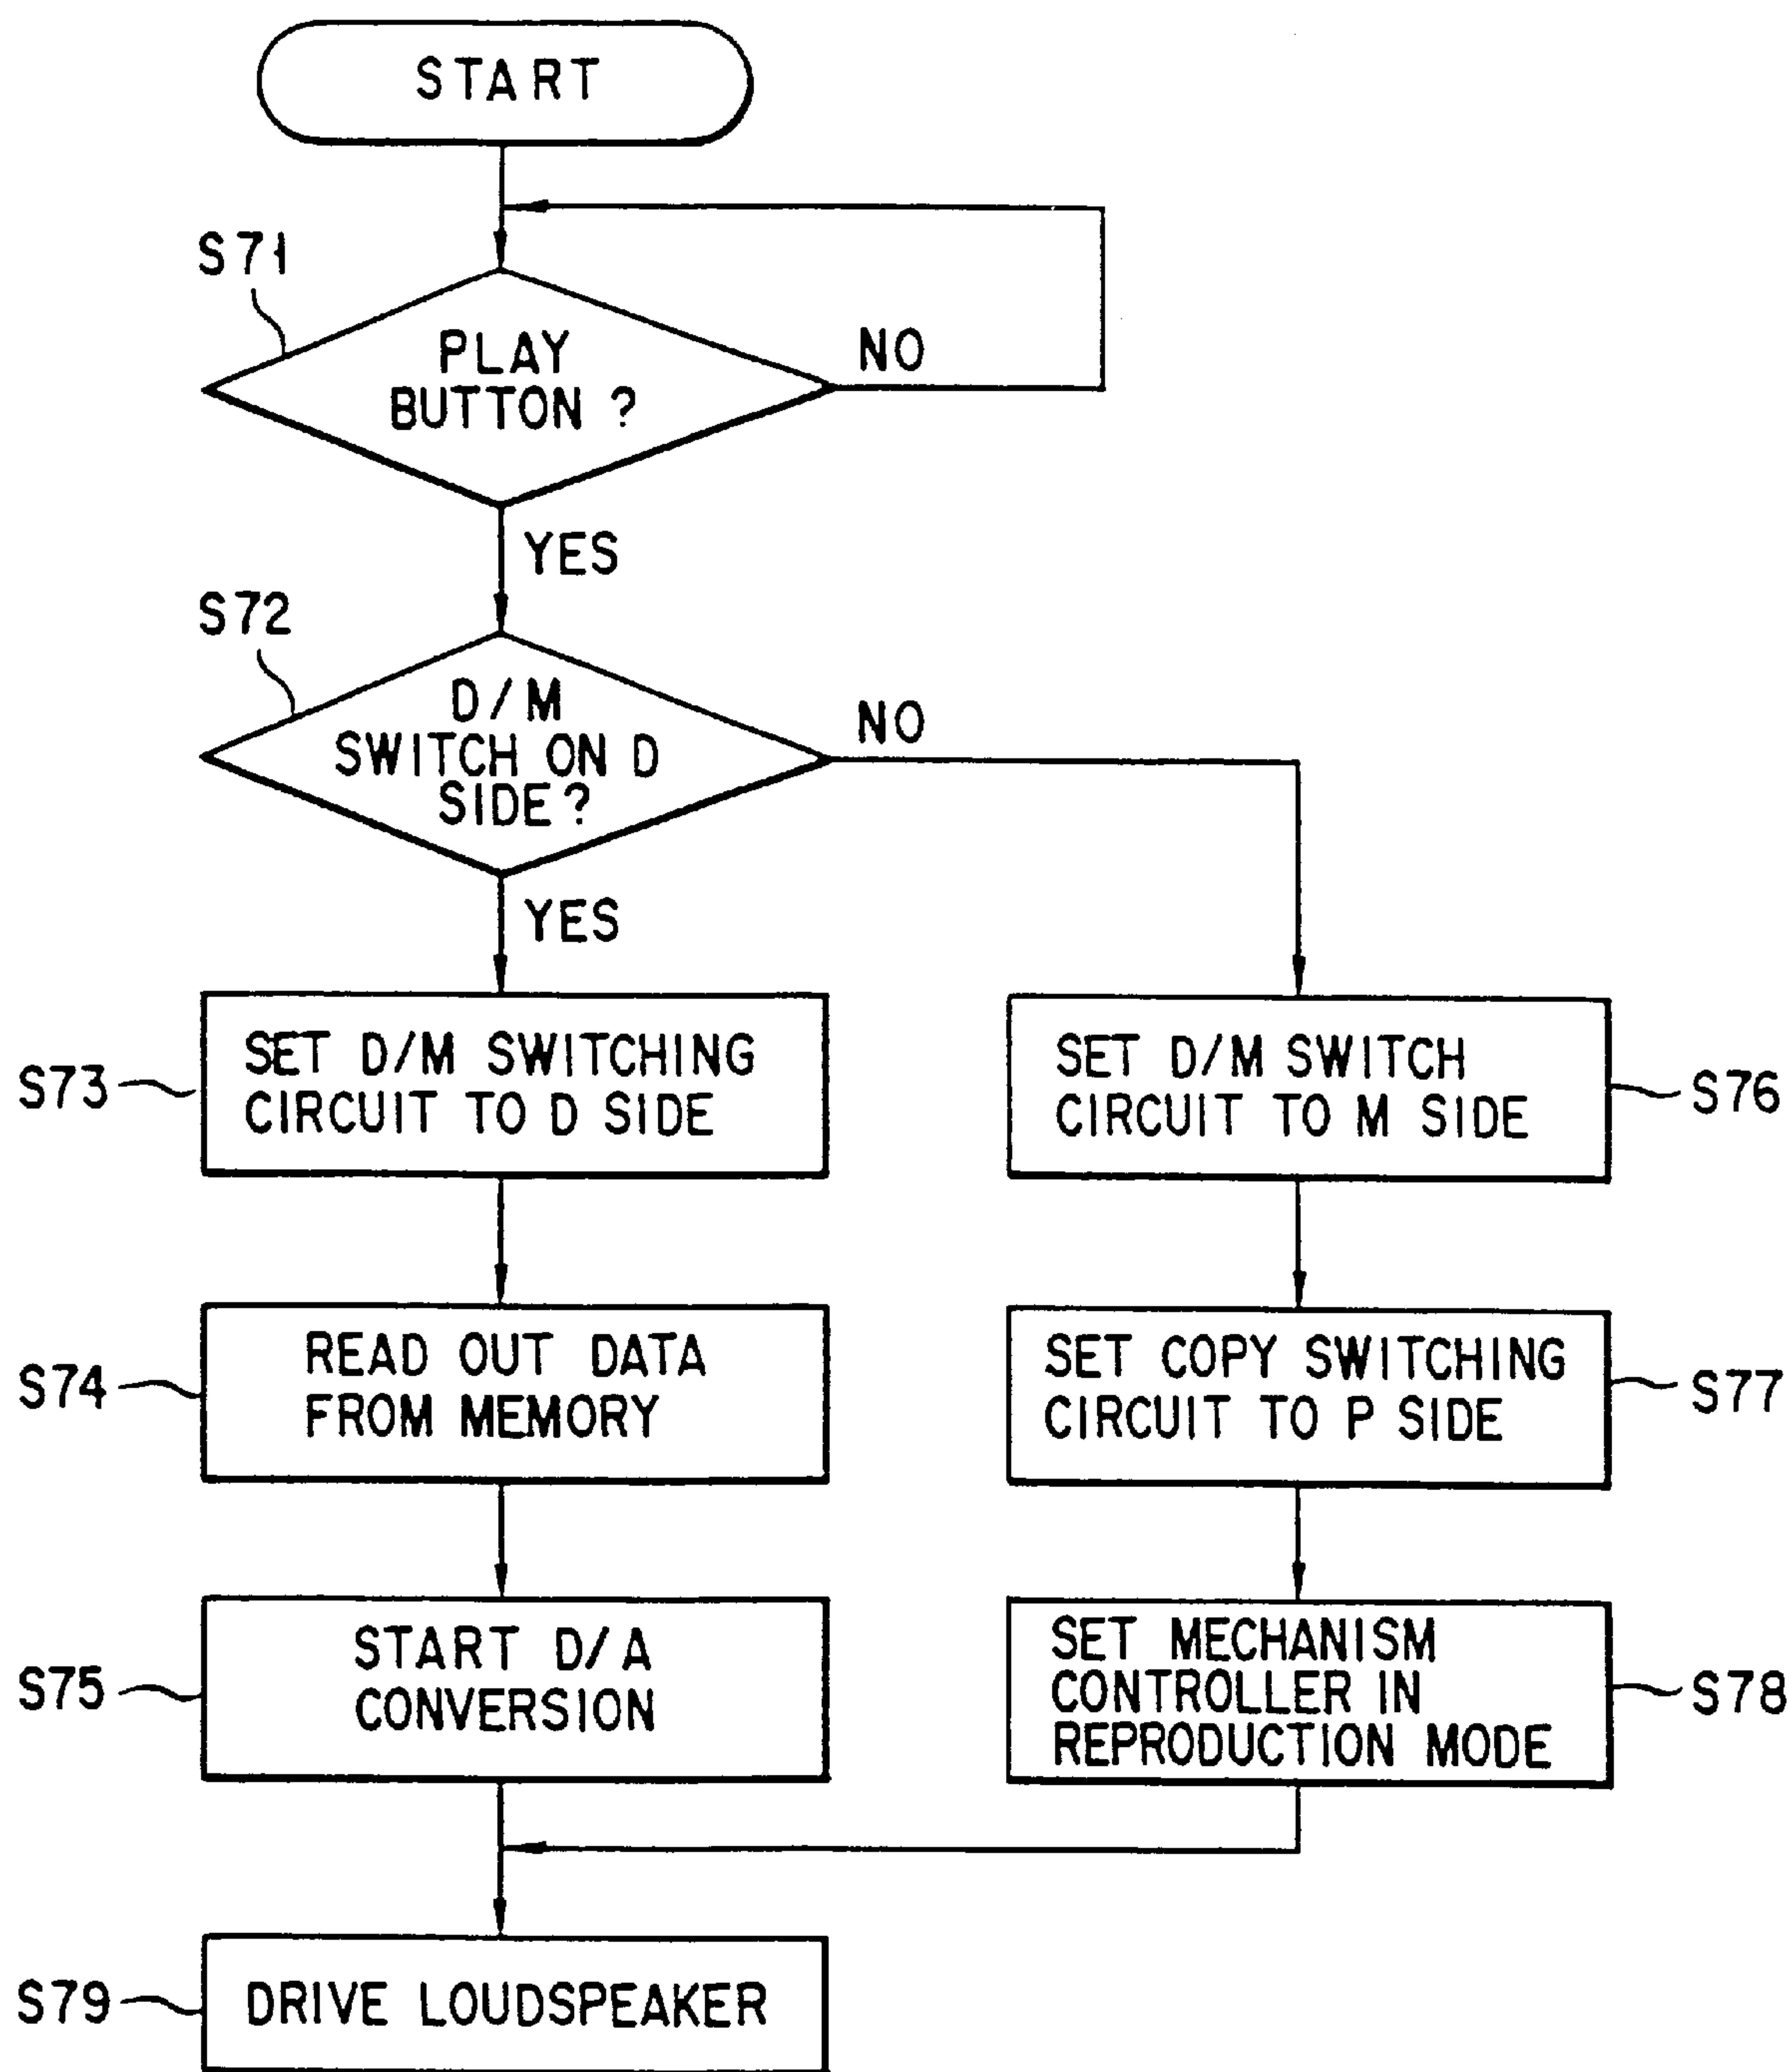 START
S71
PLAY
BUTTON ?
NO
YES
S72
D/M
SWITCH ON D
SIDE?
NO
YES
S73
SET D/M SWITCHING
CIRCUIT TO D SIDE
SET D/M SWITCH
CIRCUIT TO M SIDE
S76
S74
READ OUT DATA
FROM MEMORY
SET COPY SWITCHING
CIRCUIT TO P SIDE
S77
S75
START D/A
CONVERSION
SET MECHANISM
CONTROLLER IN
REPRODUCTION MODE
S78
S79
DRIVE LOUDSPEAKER